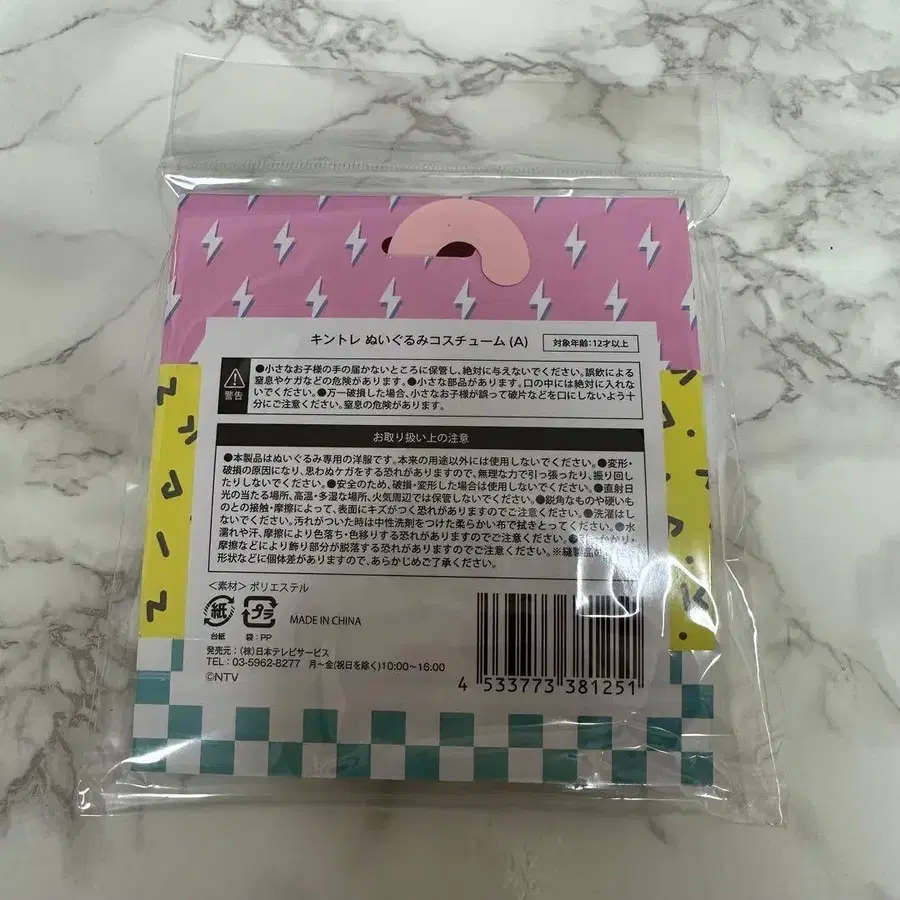 キントレ ぬいぐるみコスチューム(A)
対象年齢:12才以上
警告
●小さなお子様の手の届かないところに保管し、絶対に与えないでください。誤飲による
窒息やケガなどの危険があります。●小さな部品があります。口の中には絶対に入れな
いでください。●万一破損した場合、小さなお子様が誤って破片などを口にしないよう十
分にご注意ください。窒息の危険があります。
お取り扱い上の注意
●本製品はぬいぐるみ専用の洋服です。本来の用途以外には使用しないでください。●変形・
破損の原因になり、思わぬケガをする恐れがありますので、無理な力で引っ張ったり、振り回し
たりしないでください。●安全のため、破損・変形した場合は使用しないでください。●直射日
光の当たる場所、高温・多湿な場所、火気周辺では保管しないでください。●鋭角なものや硬いも
のとの接触・摩擦によって、表面にキズがつく恐れがありますのでご注意ください。●洗濯はし
ないでください。汚れがついた時は中性洗剤をつけた柔らかい布で拭きとってください。●水
濡れや汗、摩擦により色落ち・色移りする恐れがありますのでご注意ください。●引っかかり・
摩擦などにより飾り部分が脱落する恐れがありますのでご注意ください。※縫製品の
形状などに個体差がありますので、あらかじめご了承ください。
<素材>ポリエステル
紙
プラ
MADE IN CHINA
台紙
袋:PP
発売元:(株)日本テレビサービス
TEL:03-5962-8277 月~金(祝日を除く)10:00~16:00
©NTV
4 533773 381251